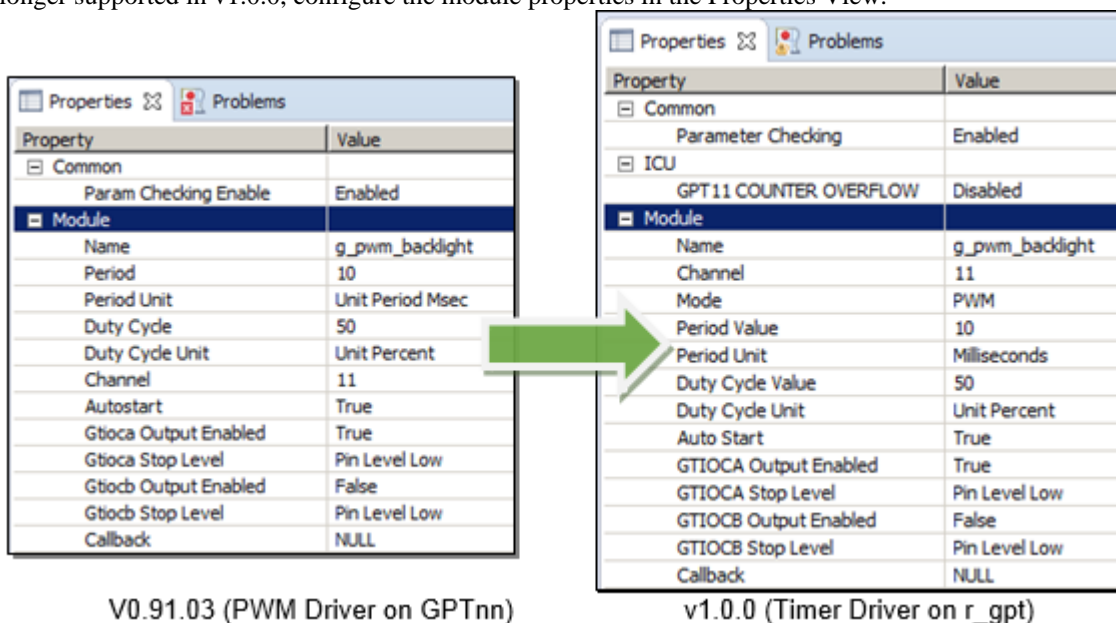 longer supported in v1.0.0, configure the module properties in the Properties View.
Properties Problems
Property Value
Common
Param Checking Enable Enabled
Module
Name g_pwm_backlight
Period 10
Period Unit Unit Period Msec
Duty Cycle 50
Duty Cycle Unit Unit Percent
Channel 11
Autostart True
Gtioca Output Enabled True
Gtioca Stop Level Pin Level Low
Gtiocb Output Enabled False
Gtiocb Stop Level Pin Level Low
Callback NULL
V0.91.03 (PWM Driver on GPTnn)
Properties Problems
Property Value
Common
Parameter Checking Enabled
ICU
GPT11 COUNTER OVERFLOW Disabled
Module
Name g_pwm_backlight
Channel 11
Mode PWM
Period Value 10
Period Unit Milliseconds
Duty Cycle Value 50
Duty Cycle Unit Unit Percent
Auto Start True
GTIOCA Output Enabled True
GTIOCA Stop Level Pin Level Low
GTIOCB Output Enabled False
GTIOCB Stop Level Pin Level Low
Callback NULL
v1.0.0 (Timer Driver on r_gpt)